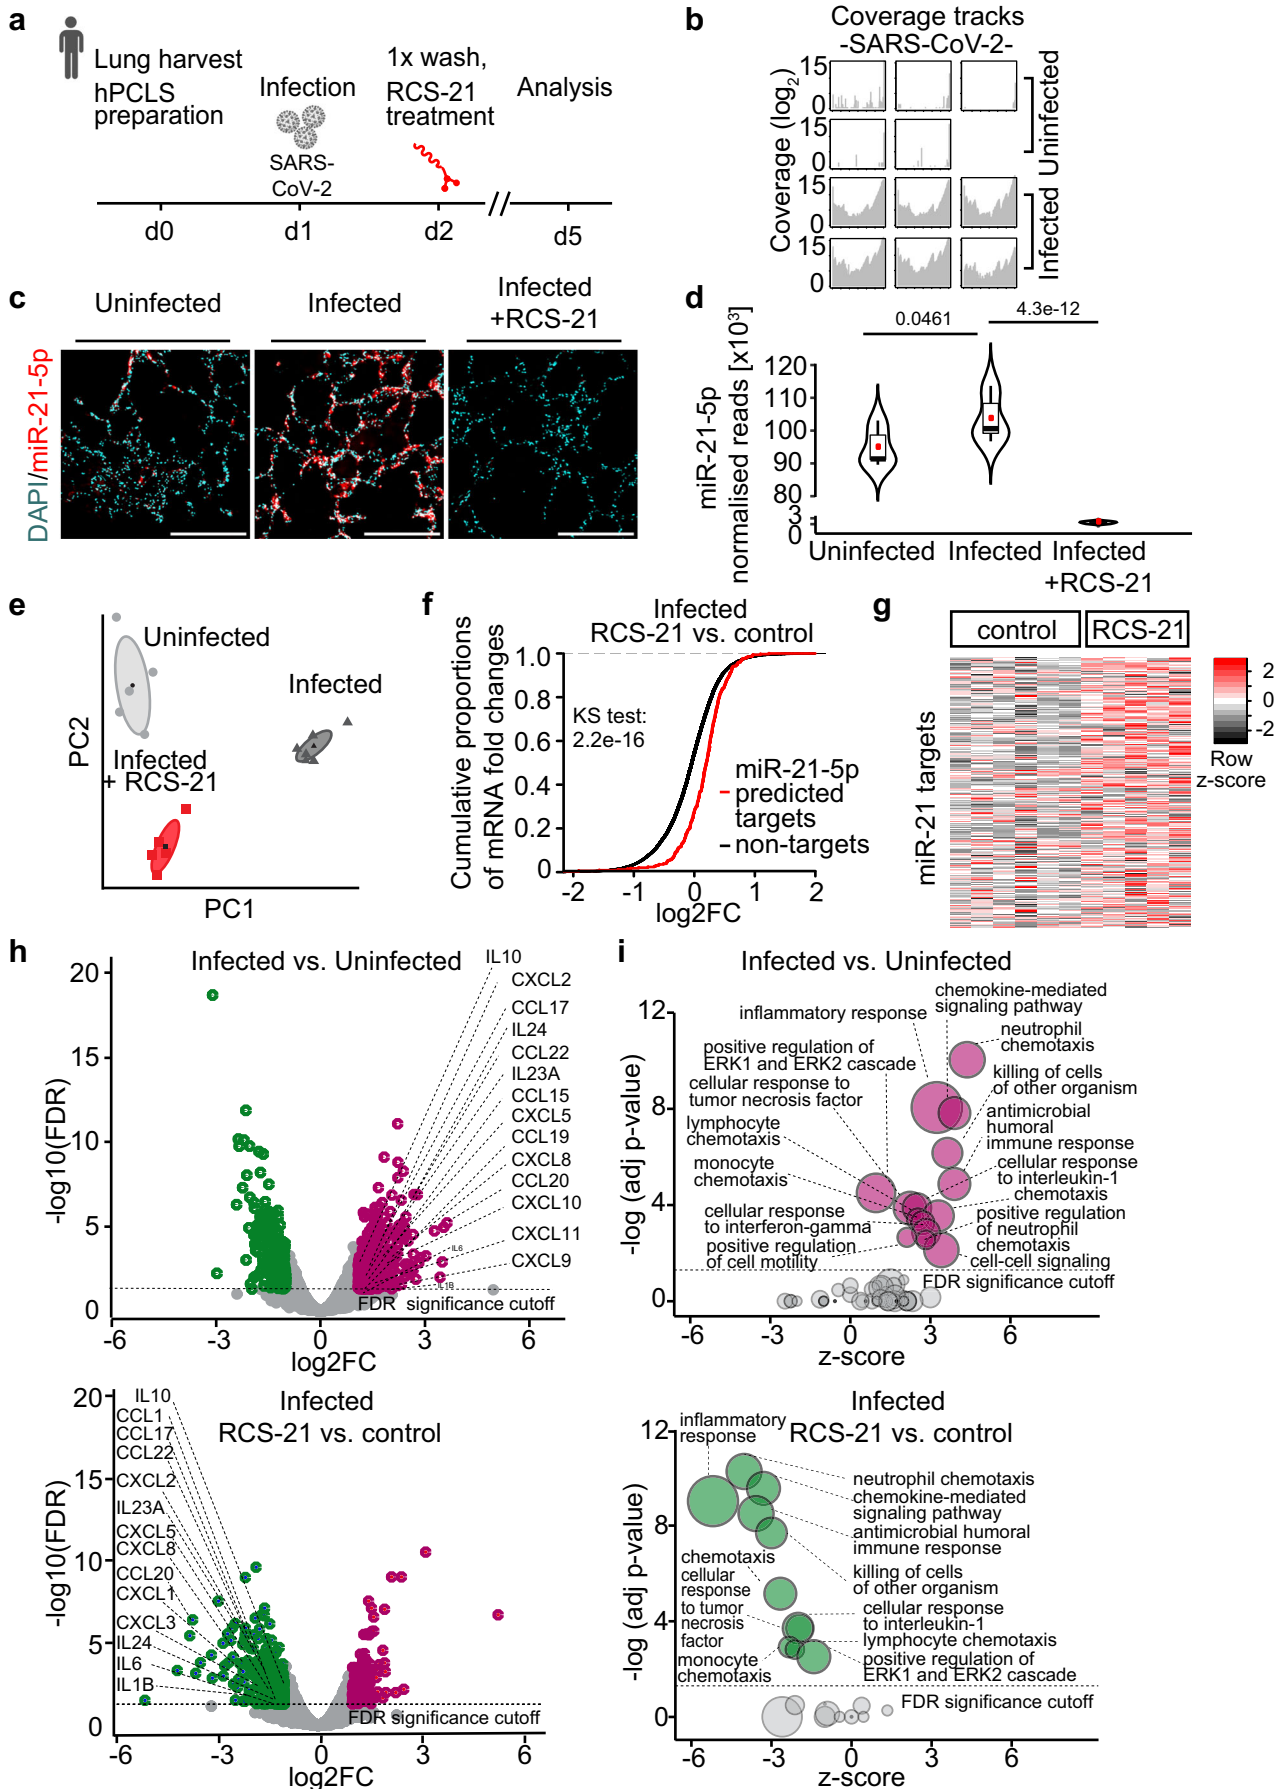 a
Lung harvest
hPCLS
preparation
Infection
SARS-
CoV-2
1x wash,
RCS-21
treatment
Analysis
d0
d1
d2
d5
b
Coverage tracks
-SARS-CoV-2-
Coverage (log2)
15
0
15
0
15
0
15
0
Uninfected
Infected
c
Uninfected
Infected
Infected
+RCS-21
DAPI/miR-21-5p
d
miR-21-5p
normalised reads [x10³]
0.0461
4.3e-12
120
110
100
90
80
3
0
Uninfected
Infected
Infected
+RCS-21
e
Uninfected
Infected
Infected
+ RCS-21
PC2
PC1
f
Infected
RCS-21 vs. control
Cumulative proportions
of mRNA fold changes
1.0
0.8
0.6
0.4
0.2
0
KS test:
2.2e-16
miR-21-5p
predicted
targets
non-targets
-2
-1
0
1
2
log2FC
g
control
RCS-21
miR-21 targets
2
0
-2
Row
z-score
h
Infected vs. Uninfected
-log10(FDR)
20
15
10
5
0
IL10
CXCL2
CCL17
IL24
CCL22
IL23A
CCL15
CXCL5
CCL19
CXCL8
CCL20
CXCL10
CXCL11
CXCL9
IL6
IL1B
FDR significance cutoff
-6
-3
0
3
6
log2FC
Infected
RCS-21 vs. control
-log10(FDR)
20
15
10
5
0
IL10
CCL1
CCL17
CCL22
CXCL2
IL23A
CXCL5
CXCL8
CCL20
CXCL1
CXCL3
IL24
IL6
IL1B
FDR significance cutoff
-6
-3
0
3
6
log2FC
i
Infected vs. Uninfected
-log (adj p-value)
12
8
4
0
chemokine-mediated
signaling pathway
inflammatory response
neutrophil
chemotaxis
positive regulation of
ERK1 and ERK2 cascade
killing of cells
of other organism
cellular response to
tumor necrosis factor
antimicrobial
humoral
immune response
lymphocyte
chemotaxis
cellular response
to interleukin-1
monocyte
chemotaxis
chemotaxis
cellular response
to interferon-gamma
positive regulation
of neutrophil
chemotaxis
positive regulation
of cell motility
cell-cell signaling
FDR significance cutoff
-6
-3
0
3
6
z-score
Infected
RCS-21 vs. control
-log (adj p-value)
12
8
4
0
inflammatory
response
neutrophil chemotaxis
chemokine-mediated
signaling pathway
antimicrobial humoral
immune response
killing of cells
of other organism
chemotaxis
cellular
response
to tumor
necrosis
factor
monocyte
chemotaxis
cellular response
to interleukin-1
lymphocyte chemotaxis
positive regulation of
ERK1 and ERK2 cascade
FDR significance cutoff
-6
-3
0
3
6
z-score